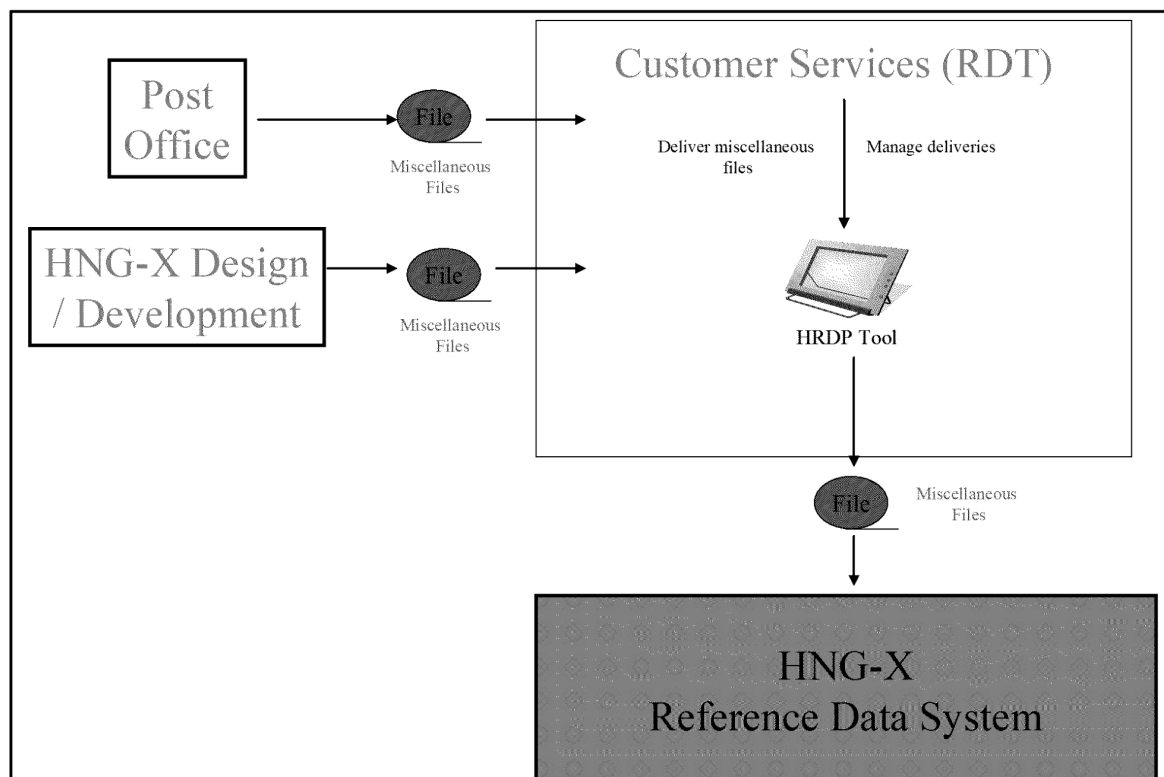 Customer Services (RDT)
Post
Office
File
Miscellaneous
Files
Deliver miscellaneous
files
Manage deliveries
HNG-X Design
/ Development
File
Miscellaneous
Files
HRDP Tool
File
Miscellaneous
Files
HNG-X
Reference Data System